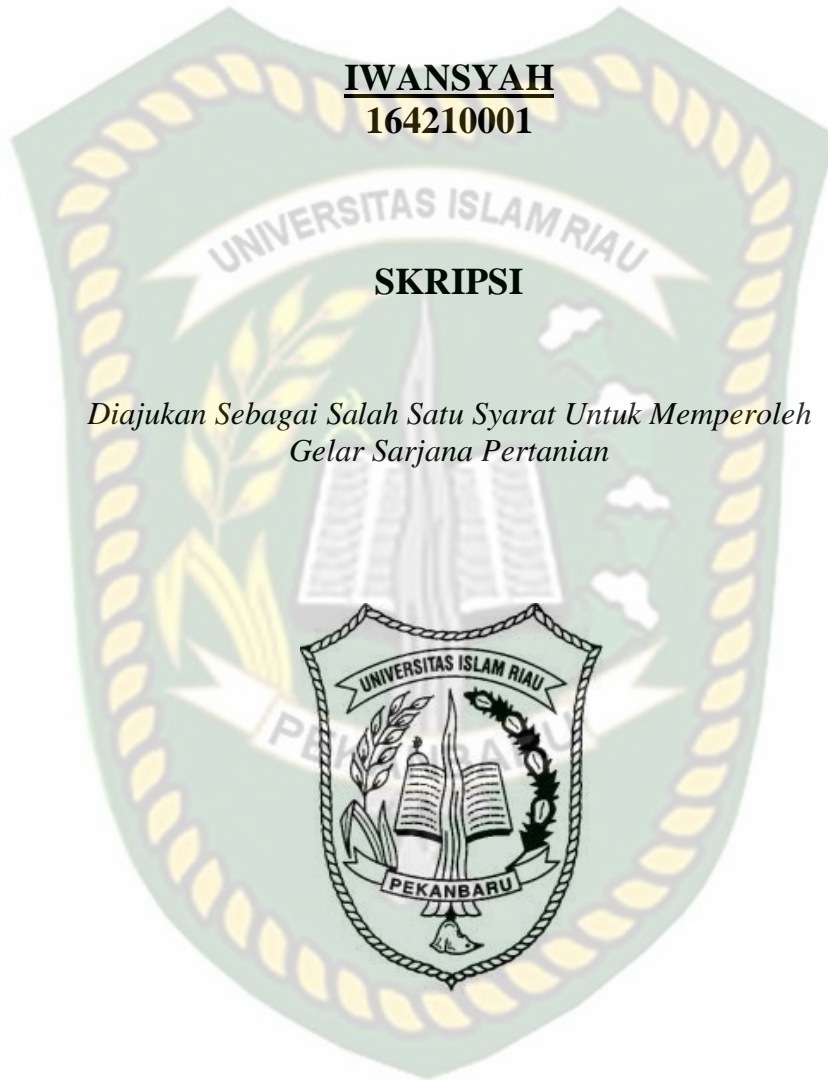 IWANSYAH
164210001
UNIVERSITAS ISLAM RIAU
SKRIPSI
Diajukan Sebagai Salah Satu Syarat Untuk Memperoleh
Gelar Sarjana Pertanian
UNIVERSITAS ISLAM RIAU
PEKANBARU
PEKANBARU